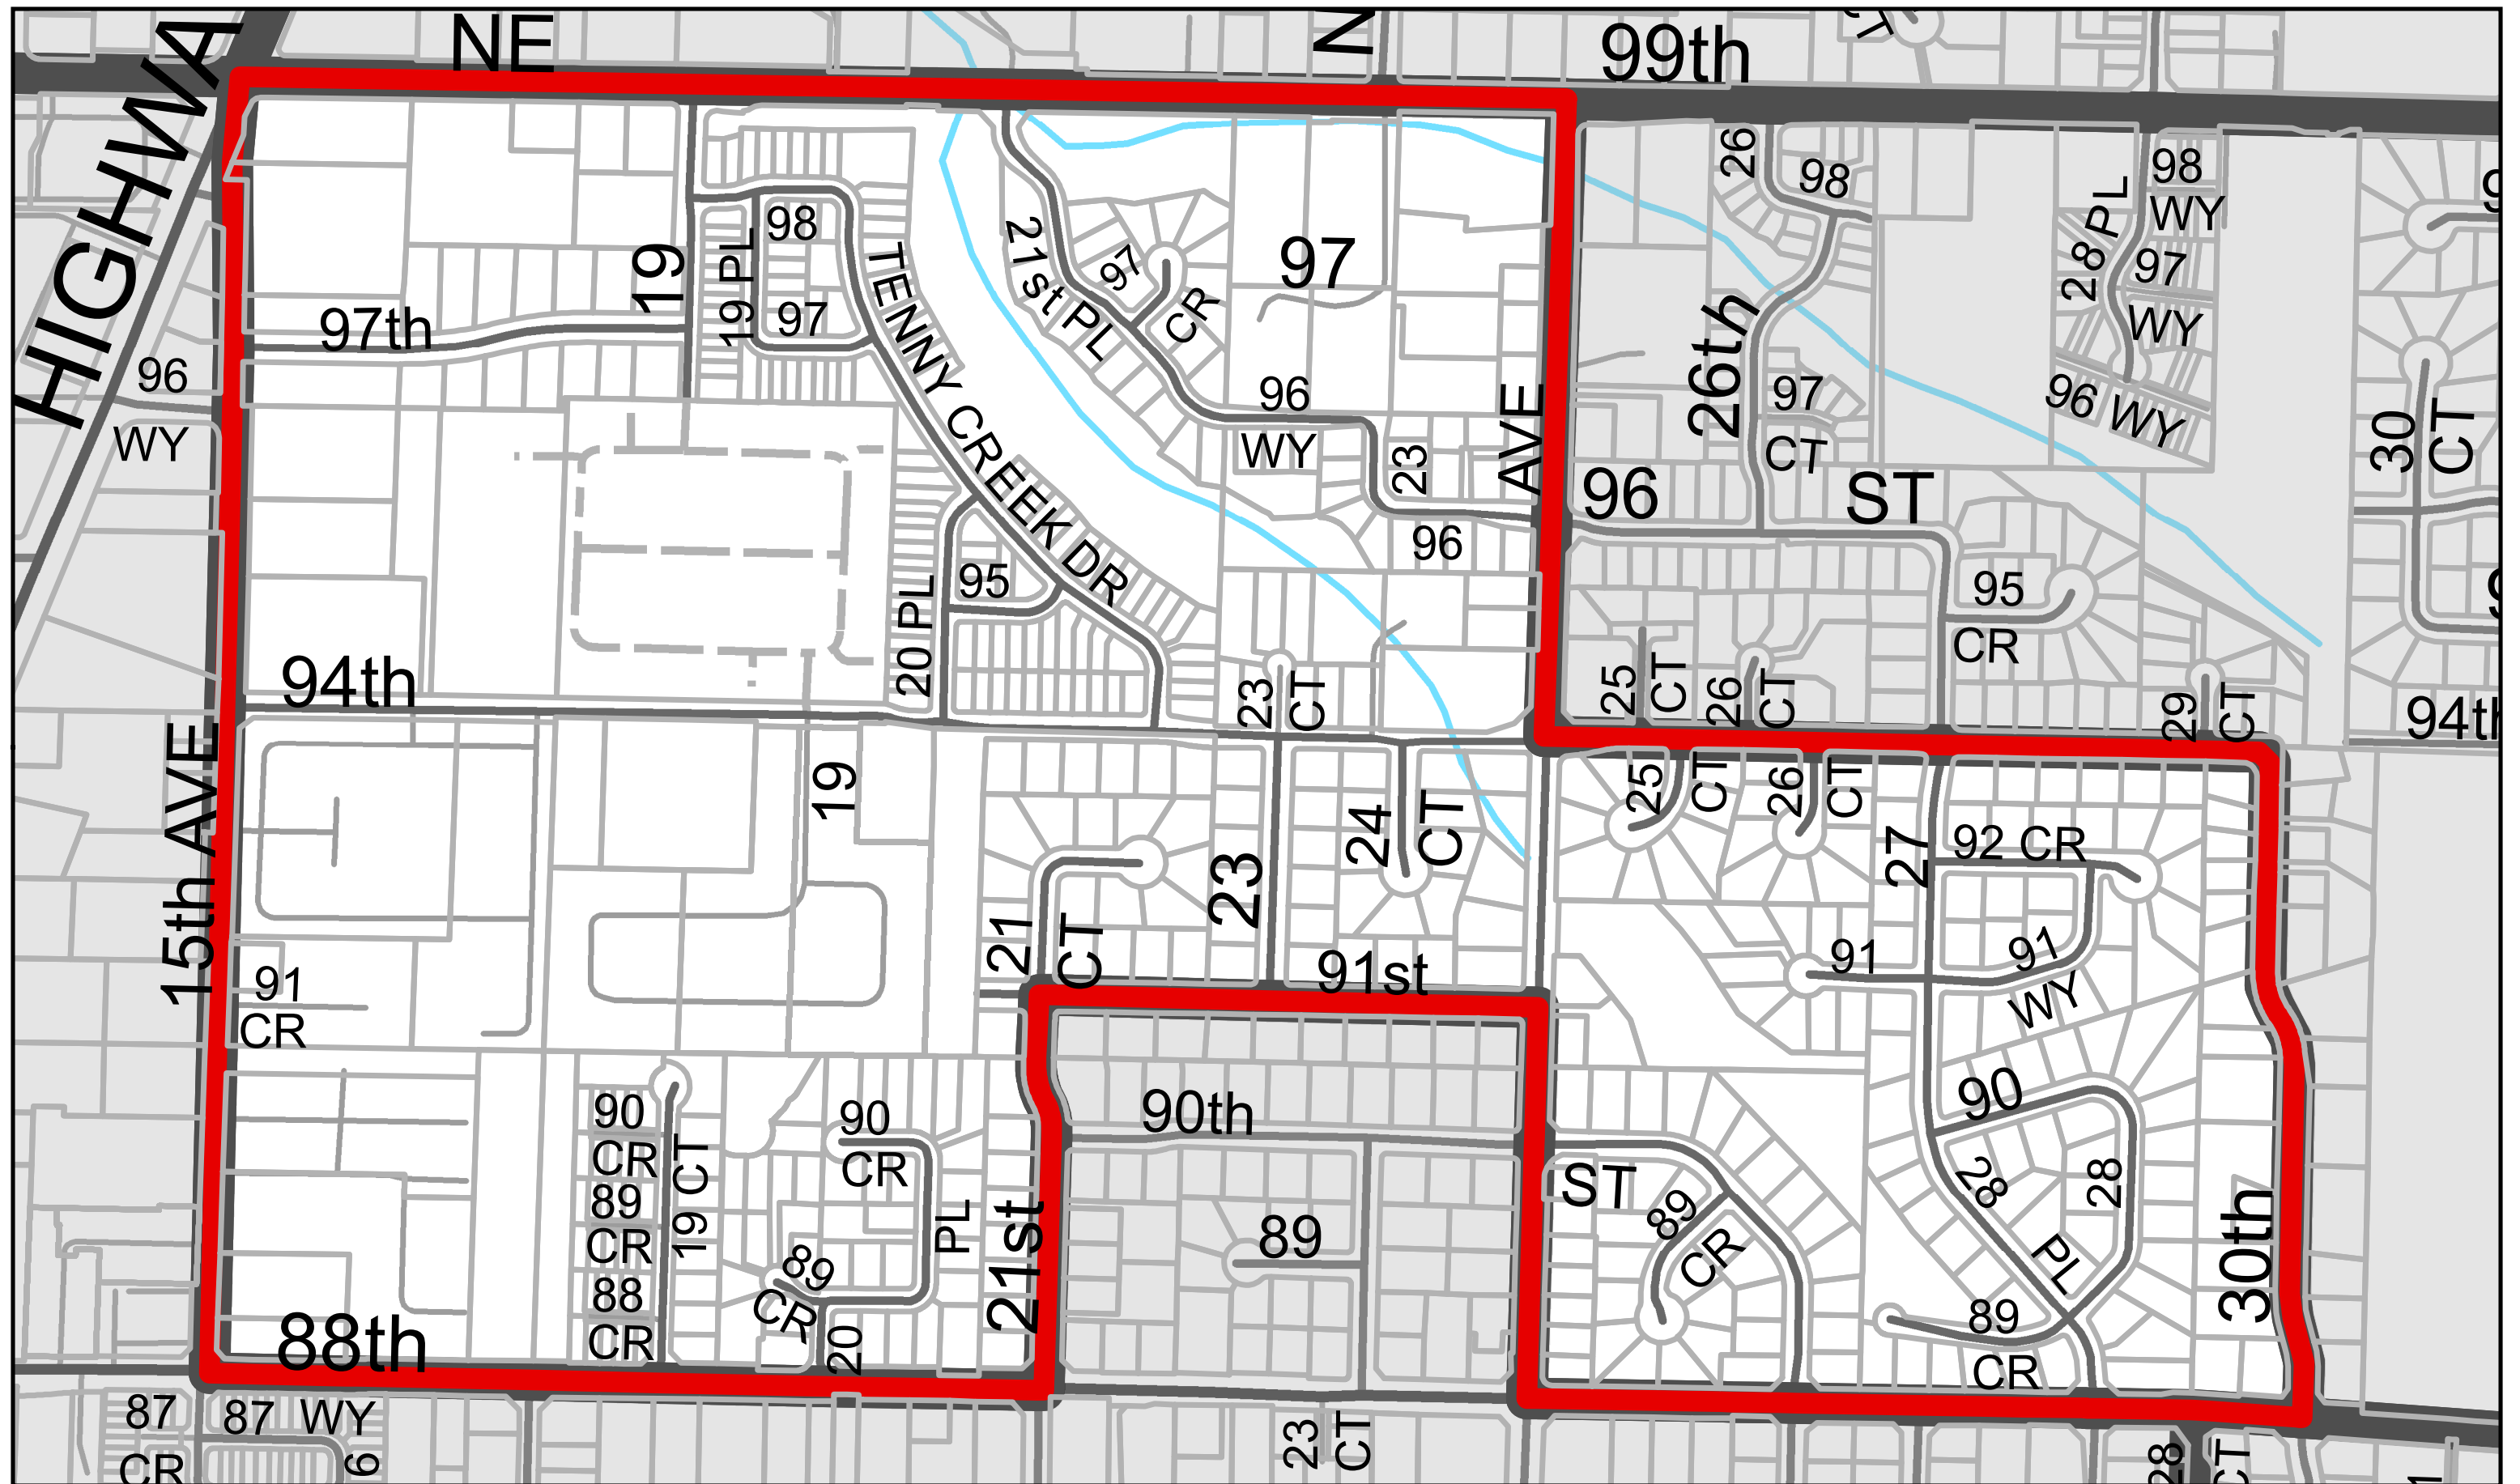 NE
99th
HIGHWA
26
98
98
WY
28 PL
98
19
19 PL
97
97th
21st PL
97
CR
97
26th
97
WY
96
WY
TENNY CREEK DR
96
WY
AVE
97
CT
96 WY
30
CT
23
96
ST
96
95
20 PL
95
CR
94th
23
CT
25
CT
26
CT
29
CT
94th
15th AVE
19
24
CT
25
CT
26
CT
27
92 CR
23
21
CT
91st
91
91
WY
91
CR
90
CR
89
CR
88
CR
19 CT
90
CR
PL
21st
90th
ST
90
28
PL
28
89
89
CR
89
CR
20
88th
89
CR
30th
87
CR
87 WY
23
CT
28
CT